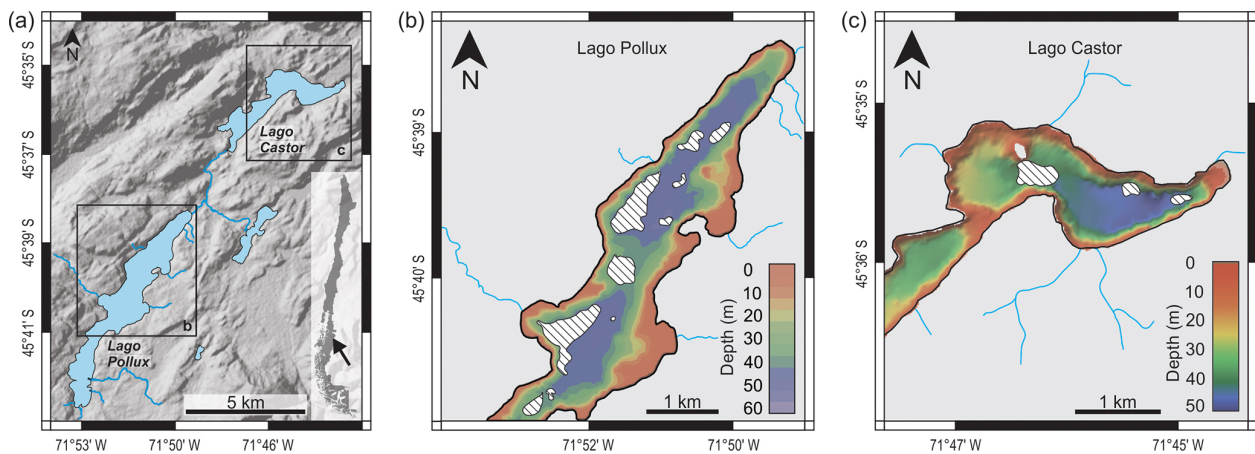 (a)
N
45°35' S
45°37' S
45°39' S
45°41' S
Lago
Castor
c
b
Lago
Pollux
5 km
71°53' W
71°50' W
71°46' W
(b)
Lago Pollux
N
45°39' S
45°40' S
Depth (m)
0
10
20
30
40
50
60
1 km
71°52' W
71°50' W
(c)
Lago Castor
N
45°35' S
45°36' S
Depth (m)
0
10
20
30
40
50
1 km
71°47' W
71°45' W